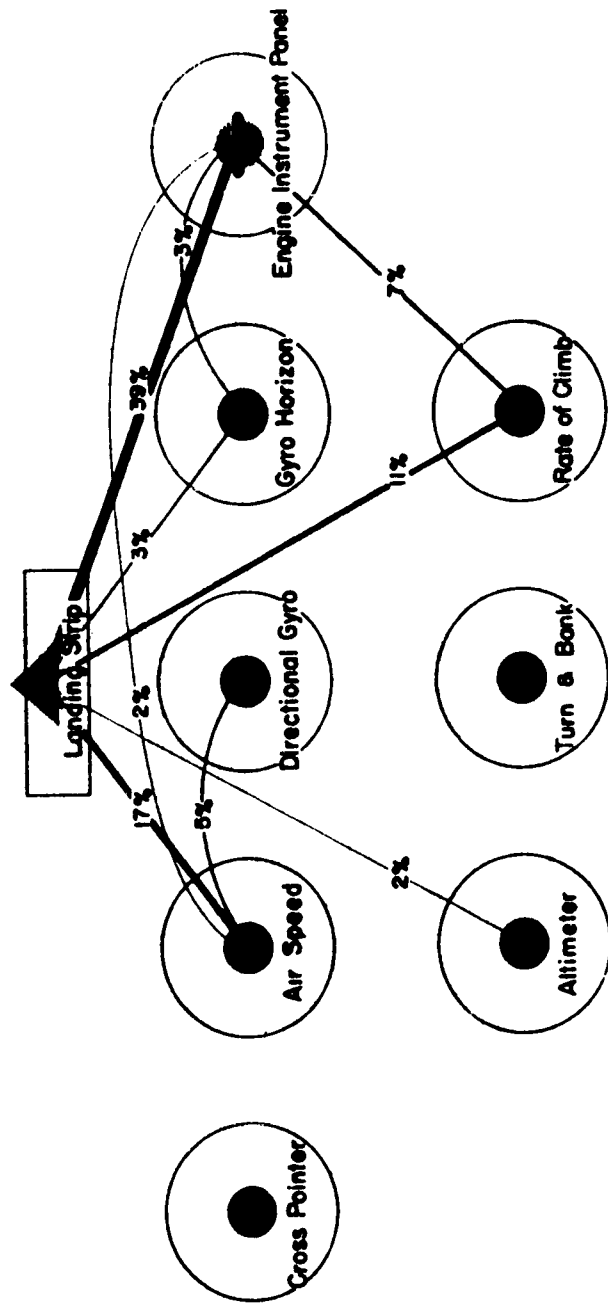 Landing Strip
17%
2%
3%
39%
5%
3%
Cross Pointer
Air Speed
Directional Gyro
Gyro Horizon
Engine Instrument Panel
2%
11%
7%
Altimeter
Turn & Bank
Rate of Climb